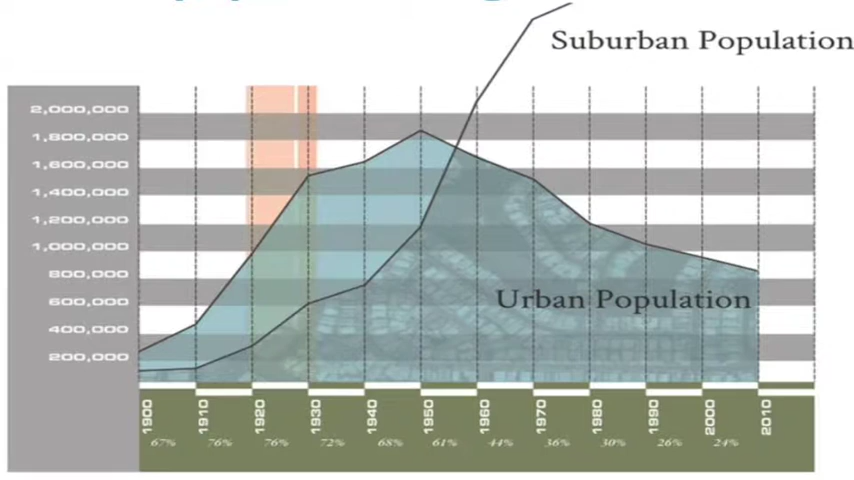 Suburban Population
2,000,000
1,800,000
1,600,000
1,400,000
1,200,000
1,000,000
800,000
600,000
400,000
200,000
Urban Population
1900 1910 1920 1930 1940 1950 1960 1970 1980 1990 2000 2010
67% 76% 76% 72% 68% 61% 44% 36% 30% 26% 24%